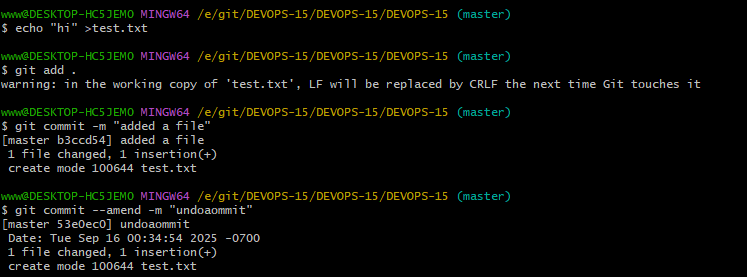 www@DESKTOP-HC5JEMO MINGW64 /e/git/DEVOPS-15/DEVOPS-15/DEVOPS-15 (master)
$ echo "hi" >test.txt
www@DESKTOP-HC5JEMO MINGW64 /e/git/DEVOPS-15/DEVOPS-15/DEVOPS-15 (master)
$ git add .
warning: in the working copy of 'test.txt', LF will be replaced by CRLF the next time Git touches it
www@DESKTOP-HC5JEMO MINGW64 /e/git/DEVOPS-15/DEVOPS-15/DEVOPS-15 (master)
$ git commit -m "added a file"
[master b3ccd54] added a file
 1 file changed, 1 insertion(+)
 create mode 100644 test.txt
www@DESKTOP-HC5JEMO MINGW64 /e/git/DEVOPS-15/DEVOPS-15/DEVOPS-15 (master)
$ git commit --amend -m "undoaommit"
[master 53e0ec0] undoaommit
 Date: Tue Sep 16 00:34:54 2025 -0700
 1 file changed, 1 insertion(+)
 create mode 100644 test.txt